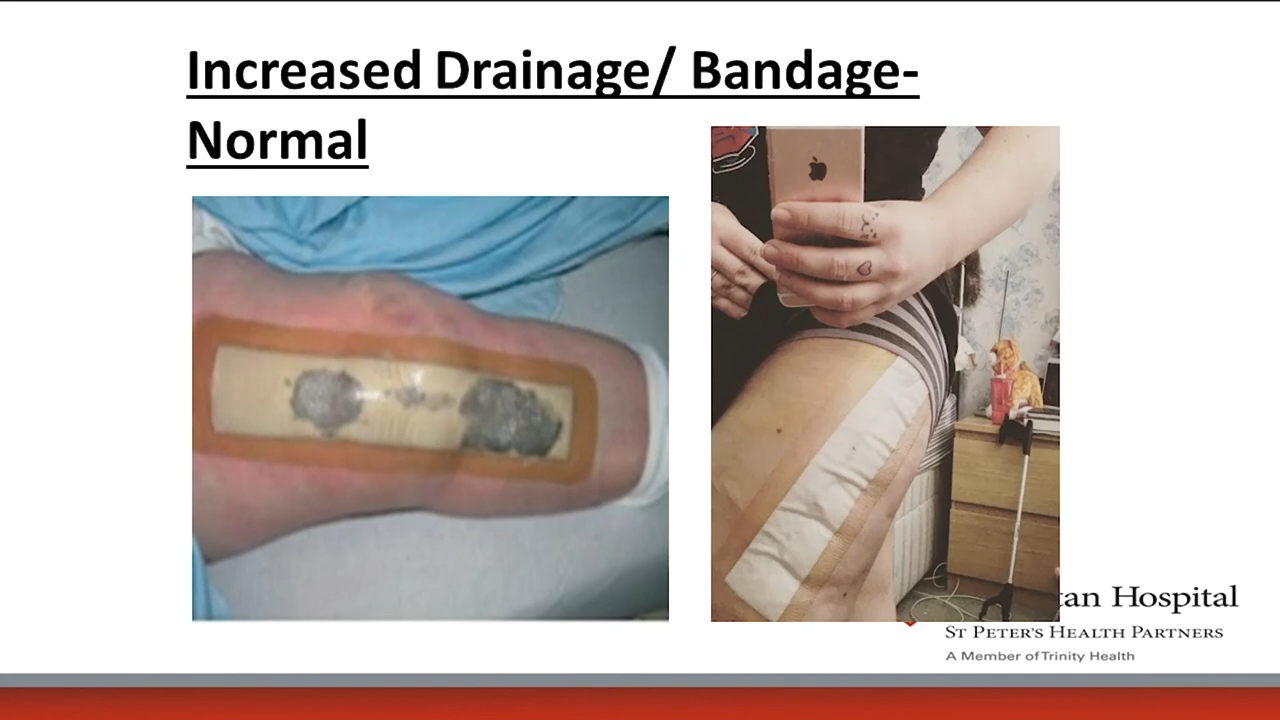 Increased Drainage/ Bandage-
Normal
tan Hospital
St Peter's Health Partners
A Member of Trinity Health